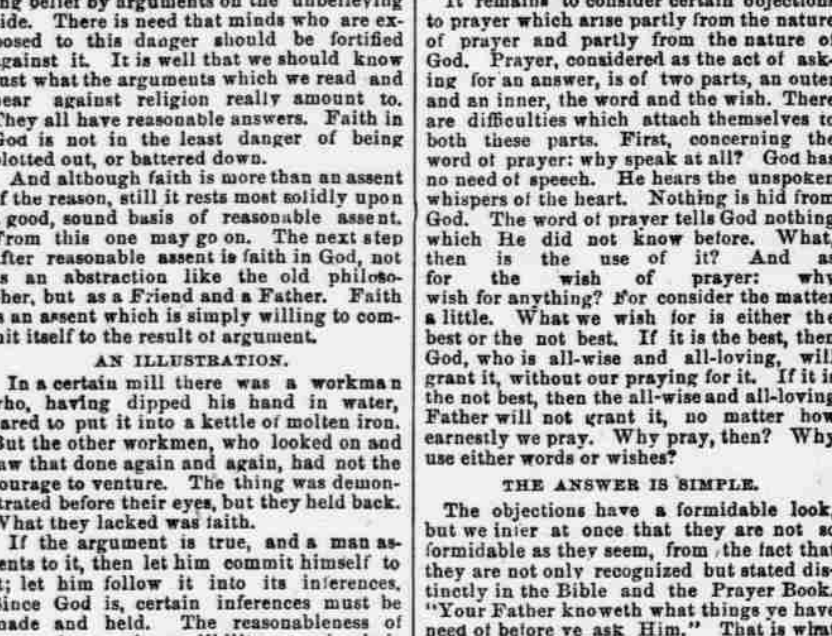 ing belief by arguments on the unbelieving
ide. There is need that minds who are ex-
posed to this danger should be fortified
against it. It is well that we should know
ust what the arguments which we read and
ear against religion really amount to.
They all have reasonable answers. Faith in
God is not in the least danger of being
blotted out, or battered down.
And although faith is more than an assent
f the reason, still it rests most solidly upon
good, sound basis of reasonable assent.
From this one may go on. The next step
fter reasonable assent is faith in God, not
s an abstraction like the old philoso-
her, but as a Friend and a Father. Faith
s an assent which is simply willing to com-
nit itself to the result of argument.
AN ILLUSTRATION.
In a certain mill there was a workman
who, having dipped his hand in water,
ared to put it into a kettle of molten iron.
But the other workmen, who looked on and
aw that done again and again, had not the
ourage to venture. The thing was demon-
trated before their eyes, but they held back.
What they lacked was faith.
If the argument is true, and a man as-
ents to it, then let him commit himself to
t; let him follow it into its inferences.
Since God is, certain inferences must be
nade and held. The reasonableness of
It remains to consider certain objections
to prayer which arise partly from the nature
of prayer and partly from the nature of
God. Prayer, considered as the act of ask-
ing for an answer, is of two parts, an outer
and an inner, the word and the wish. There
are difficulties which attach themselves to
both these parts. First, concerning the
word of prayer: why speak at all? God has
no need of speech. He hears the unspoken
whispers of the heart. Nothing is hid from
God. The word of prayer tells God nothing
which He did not know before. What,
then is the use of it? And as
for the wish of prayer: why
wish for anything? For consider the matter
a little. What we wish for is either the
best or the not best. If it is the best, then
God, who is all-wise and all-loving, will
grant it, without our praying for it. If it is
the not best, then the all-wise and all-loving
Father will not grant it, no matter how
earnestly we pray. Why pray, then? Why
use either words or wishes?
THE ANSWER IS SIMPLE.
The objections have a formidable look,
but we infer at once that they are not so
formidable as they seem, from the fact that
they are not only recognized but stated dis-
tinctly in the Bible and the Prayer Book.
"Your Father knoweth what things ye have
need of before ye ask Him." That is what